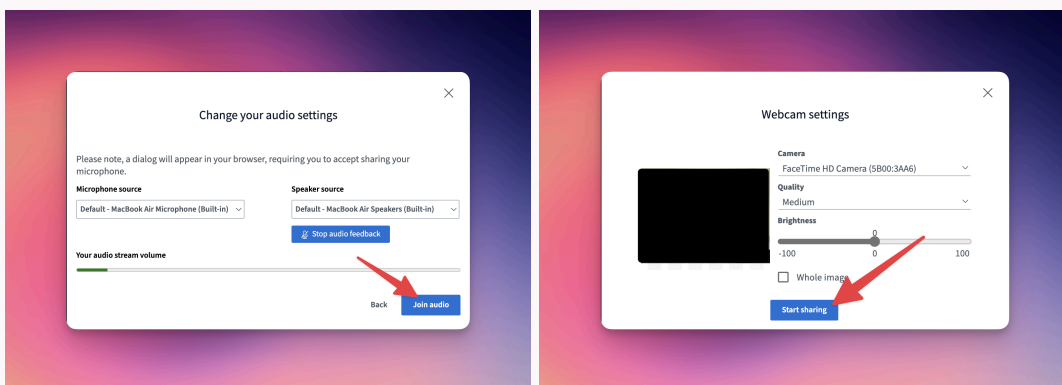 Change your audio settings
Please note, a dialog will appear in your browser, requiring you to accept sharing your
microphone.
Microphone source
Speaker source
Default - MacBook Air Microphone (Built-in)
Default - MacBook Air Speakers (Built-in)
Stop audio feedback
Your audio stream volume
Back
Join audio
Webcam settings
Camera
FaceTime HD Camera (5B00:3AA6)
Quality
Medium
Brightness
0
-100
0
100
Whole image
Start sharing